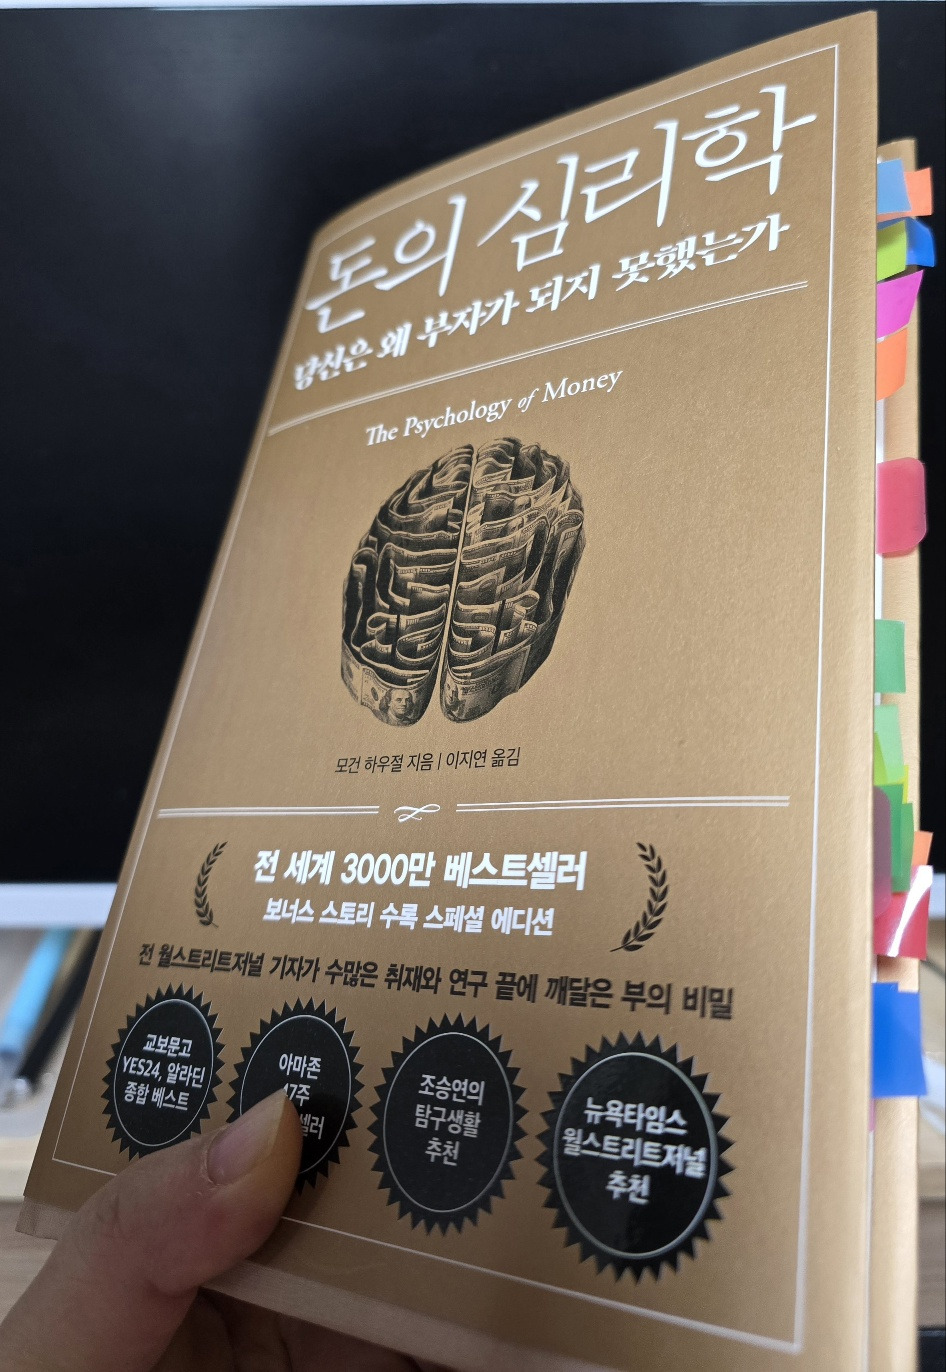 돈의 심리학
당신은 왜 부자가 되지 못했는가
The Psychology of Money
모건 하우절 지음 | 이지연 옮김
전 세계 3000만 베스트셀러
보너스 스토리 수록 스페셜 에디션
전 월스트리트저널 기자가 수많은 취재와 연구 끝에 깨달은 부의 비밀
교보문고
YES24, 알라딘
종합 베스트
아마존
조승연의
탐구생활
추천
뉴욕타임스
월스트리트저널
추천